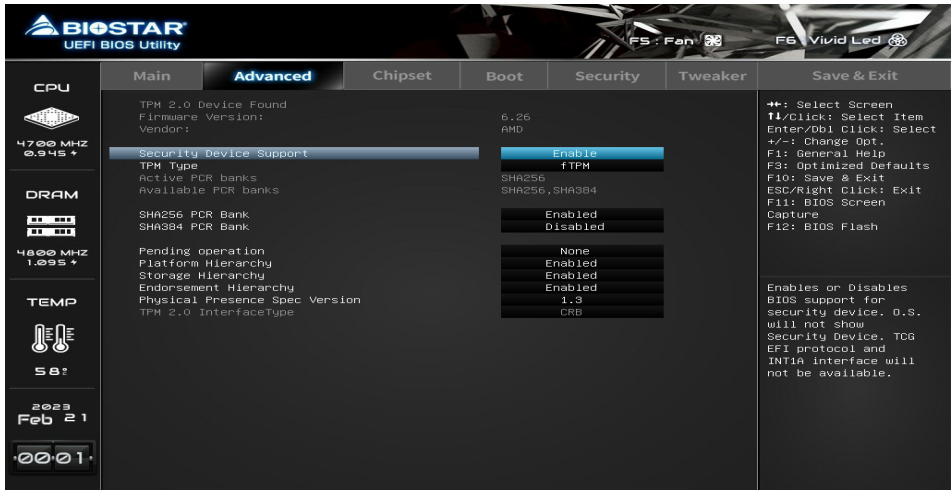 BIOSTAR®
UEFI BIOS Utility
F5 : Fan
F6 Vivid Led
Main Advanced Chipset Boot Security Tweaker Save & Exit
CPU
4700 MHZ
0.945
DRAM
4800 MHZ
1.095
TEMP
58
2023
Feb 21
00:01
TPM 2.0 Device Found
Firmware Version: 6.26
Vendor: AMD
Security Device Support Enable
TPM Type fTPM
Active PCR banks SHA256
Available PCR banks SHA256,SHA384
SHA256 PCR Bank Enabled
SHA384 PCR Bank Disabled
Pending operation None
Platform Hierarchy Enabled
Storage Hierarchy Enabled
Endorsement Hierarchy Enabled
Physical Presence Spec Version 1.3
TPM 2.0 InterfaceType CRB
→←: Select Screen
↑↓/Click: Select Item
Enter/Dbl Click: Select
+/-: Change Opt.
F1: General Help
F3: Optimized Defaults
F10: Save & Exit
ESC/Right Click: Exit
F11: BIOS Screen
Capture
F12: BIOS Flash
Enables or Disables
BIOS support for
security device. O.S.
will not show
Security Device. TCG
EFI protocol and
INT1A interface will
not be available.